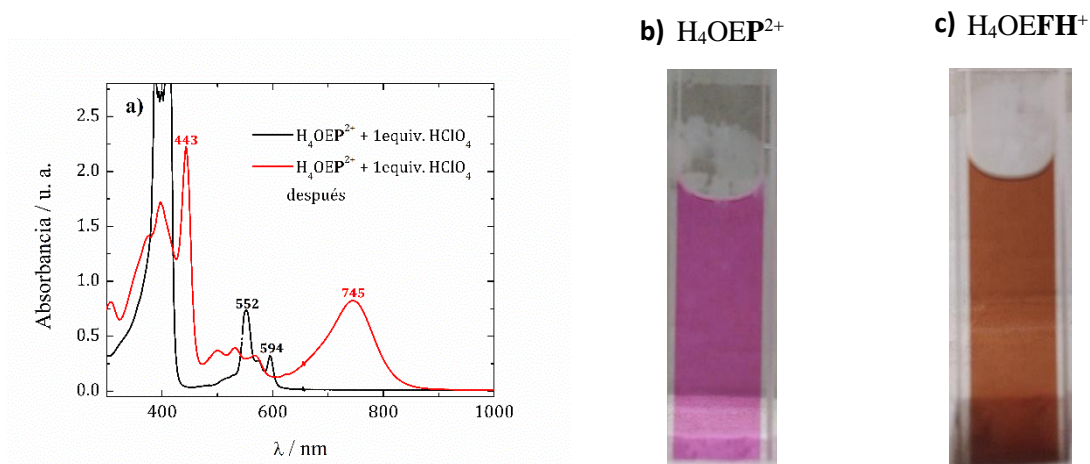 b) H₄OEP²⁺
c) H₄OEFH⁺
a)
H₄OEP²⁺ + 1equiv. HClO₄
H₄OEP²⁺ + 1equiv. HClO₄
después
443
552
594
745
Absorbancia / u. a.
2.5
2.0
1.5
1.0
0.5
0.0
400
600
800
1000
λ / nm